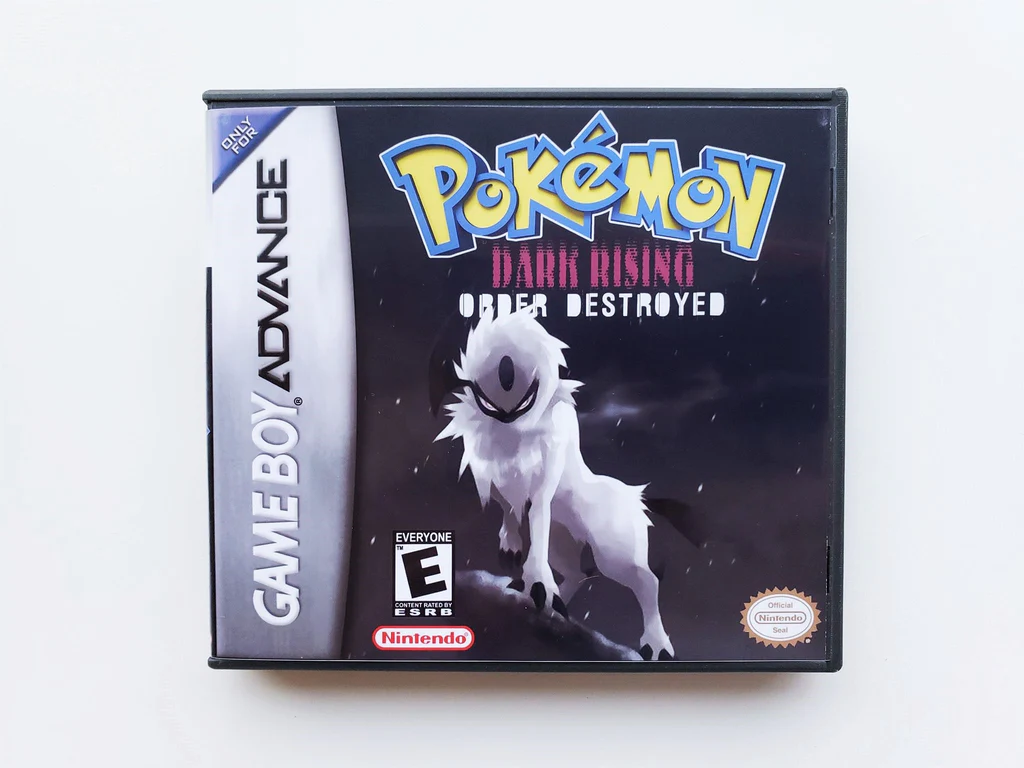 ONLY
FOR
GAME BOY ADVANCE
®
POKéMON
DARK RISING
ORDER DESTROYED
EVERYONE
™
E
CONTENT RATED BY
ESRB
Nintendo®
Official
Nintendo
Seal
®